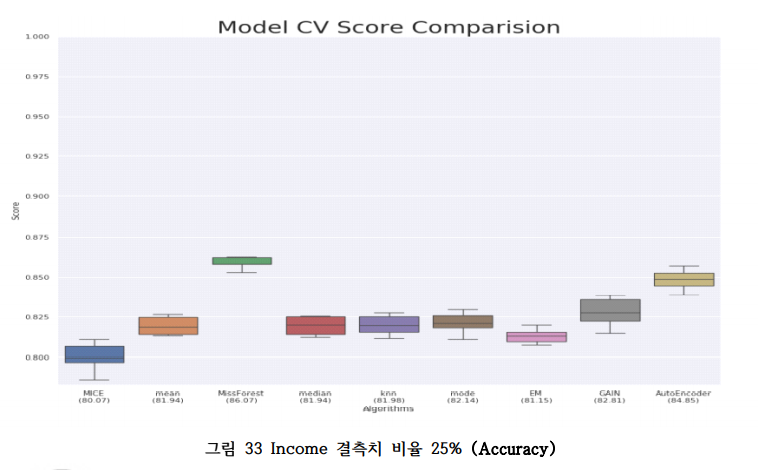 Model CV Score Comparision
1.000
0.975
0.950
0.925
0.900
0.875
0.850
0.825
0.800
Score
MICE mean MissForest median knn mode EM GAIN AutoEncoder
(80.07) (81.94) (86.07) (81.94) (81.98) (82.14) (81.15) (82.81) (84.85)
Algorithms
그림 33 Income 결측치 비율 25% (Accuracy)